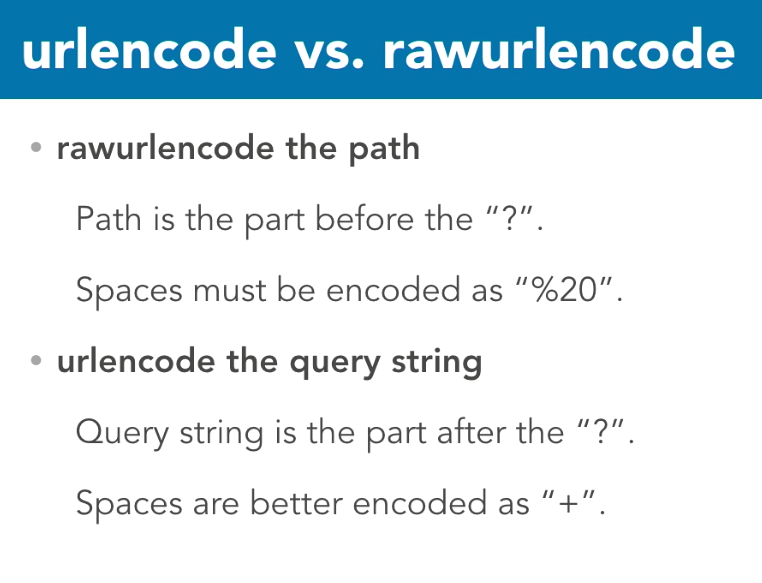 urlencode vs. rawurlencode
• rawurlencode the path
Path is the part before the “?”.
Spaces must be encoded as “%20”.
• urlencode the query string
Query string is the part after the “?”.
Spaces are better encoded as “+”.